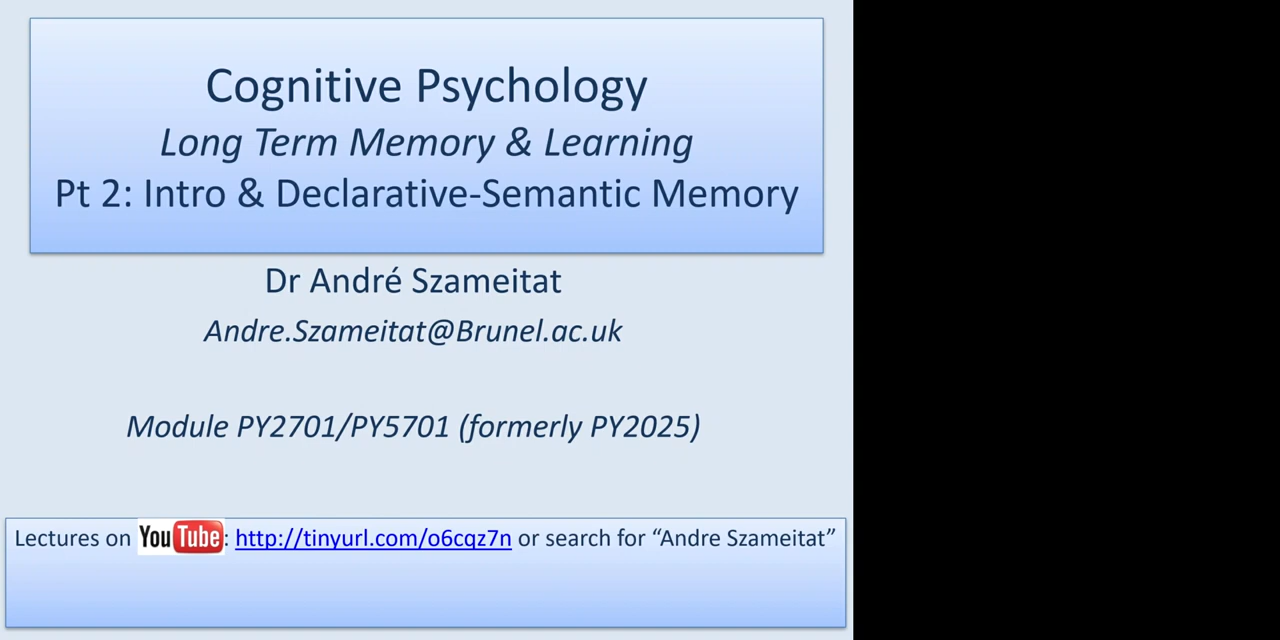 Cognitive Psychology
Long Term Memory & Learning
Pt 2: Intro & Declarative-Semantic Memory
Dr André Szameitat
Andre.Szameitat@Brunel.ac.uk
Module PY2701/PY5701 (formerly PY2025)
Lectures on YouTube: http://tinyurl.com/o6cqz7n or search for “Andre Szameitat”